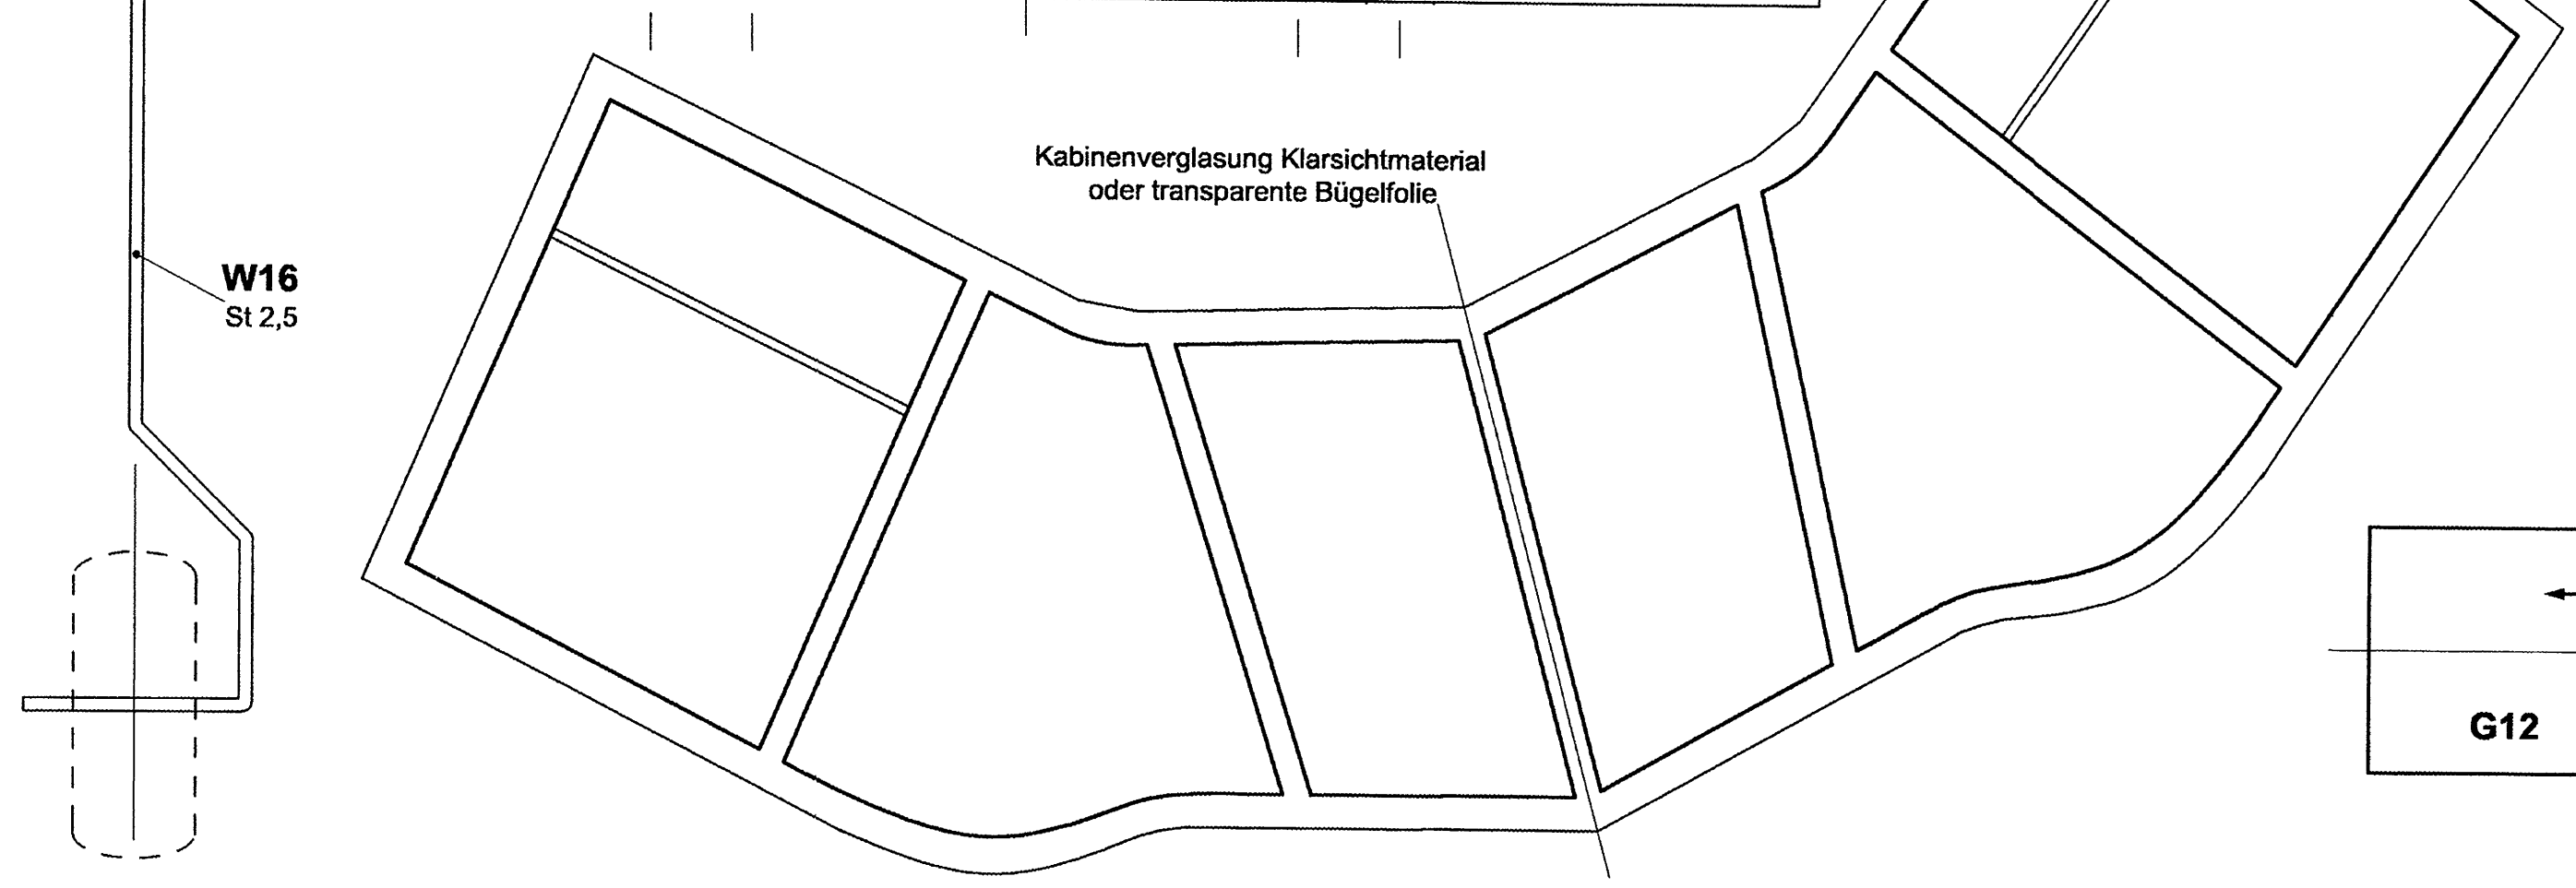 Kabinenverglasung Klarsichtmaterial
oder transparente Bügelfolie
W16
St 2,5
G12